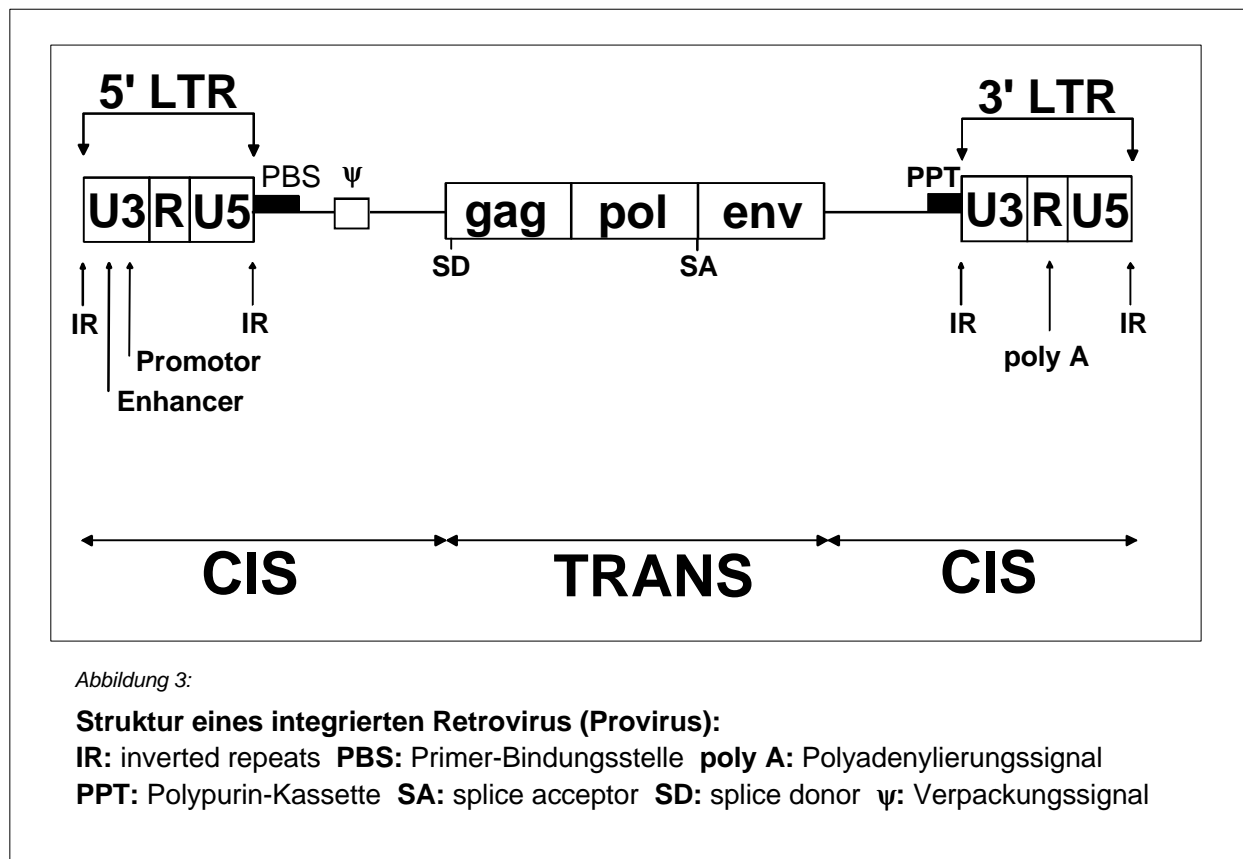 5' LTR 3' LTR
PBS ψ PPT
U3 R U5 gag pol env U3 R U5
SD SA
IR IR IR IR
Promotor poly A
Enhancer
CIS TRANS CIS
Abbildung 3:
Struktur eines integrierten Retrovirus (Provirus):
IR: inverted repeats PBS: Primer-Bindungsstelle poly A: Polyadenylierungssignal
PPT: Polypurin-Kassette SA: splice acceptor SD: splice donor ψ: Verpackungssignal